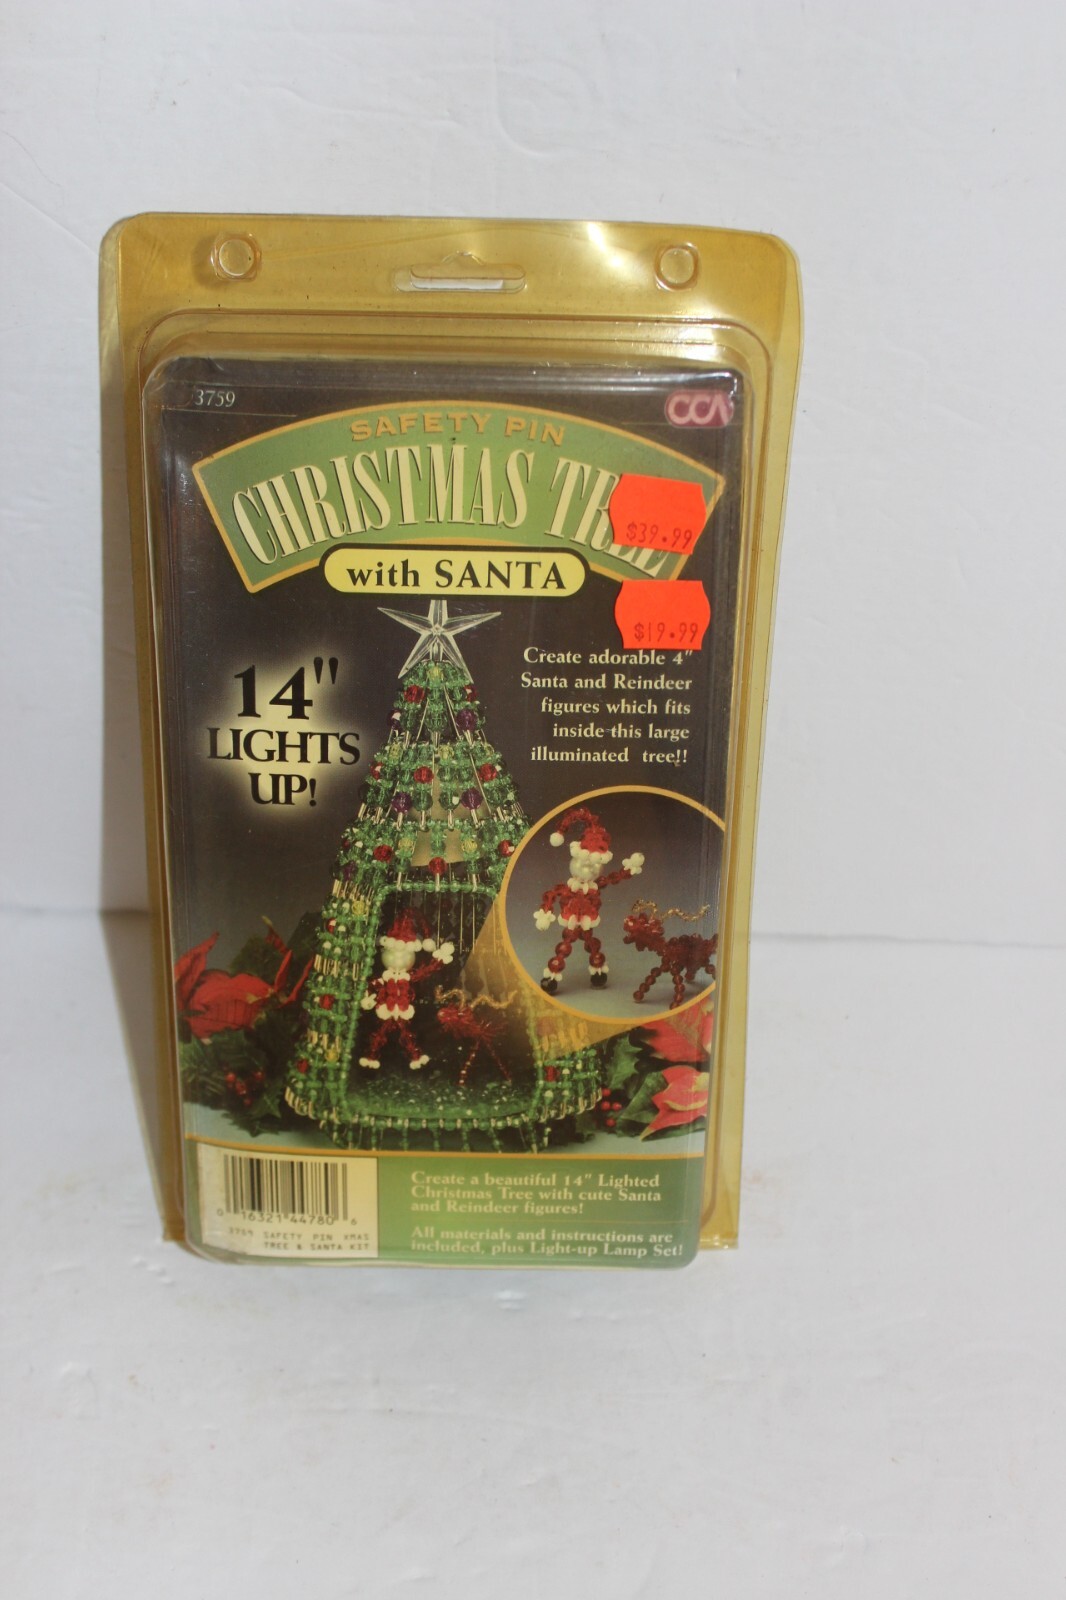 3759
CCA
SAFETY PIN
CHRISTMAS TREE
$39.99
with SANTA
$19.99
14"
LIGHTS
UP!
Create adorable 4"
Santa and Reindeer
figures which fits
inside this large
illuminated tree!!
Create a beautiful 14" Lighted
Christmas Tree with cute Santa
and Reindeer figures!
All materials and instructions are
included, plus Light-up Lamp Set!
0 16321 44780 6
3759 SAFETY PIN XMAS
TREE & SANTA KIT